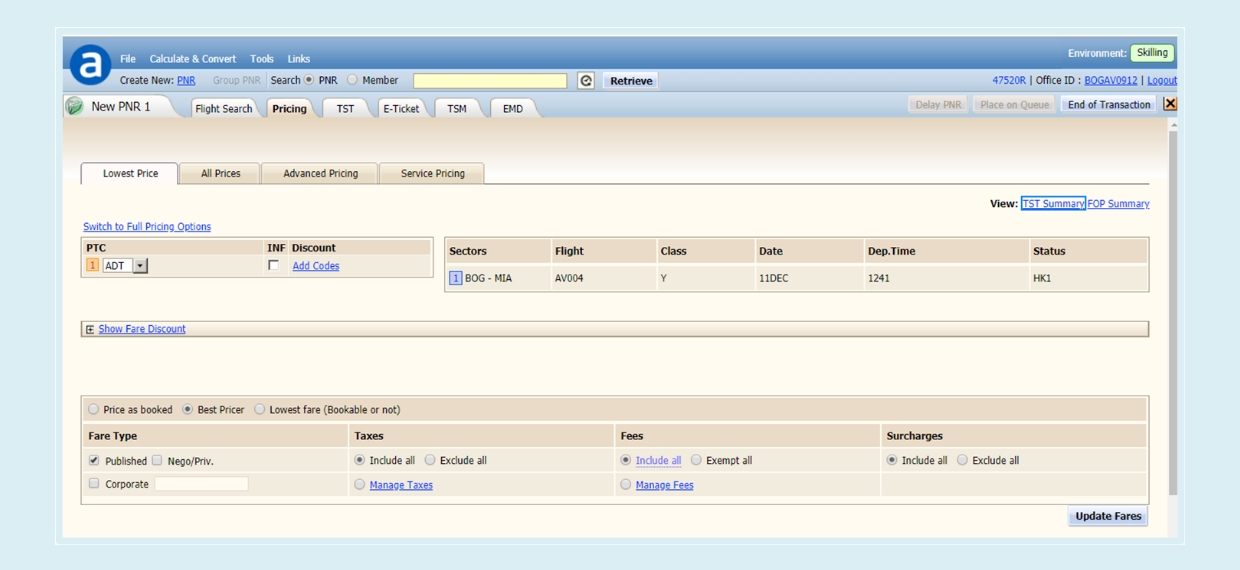 a File Calculate & Convert Tools Links Environment: Skilling
Create New: PNR Group PNR Search PNR Member Retrieve 47520R | Office ID : BOGAV0912 | Logout
New PNR 1 Flight Search Pricing TST E-Ticket TSM EMD Delay PNR Place on Queue End of Transaction
Lowest Price All Prices Advanced Pricing Service Pricing
View: TST Summary FOP Summary
Switch to Full Pricing Options
PTC INF Discount
1 ADT Add Codes
Sectors Flight Class Date Dep.Time Status
1 BOG - MIA AV004 Y 11DEC 1241 HK1
Show Fare Discount
Price as booked Best Pricer Lowest fare (Bookable or not)
Fare Type Taxes Fees Surcharges
Published Nego/Priv. Include all Exclude all Include all Exempt all Include all Exclude all
Corporate Manage Taxes Manage Fees
Update Fares